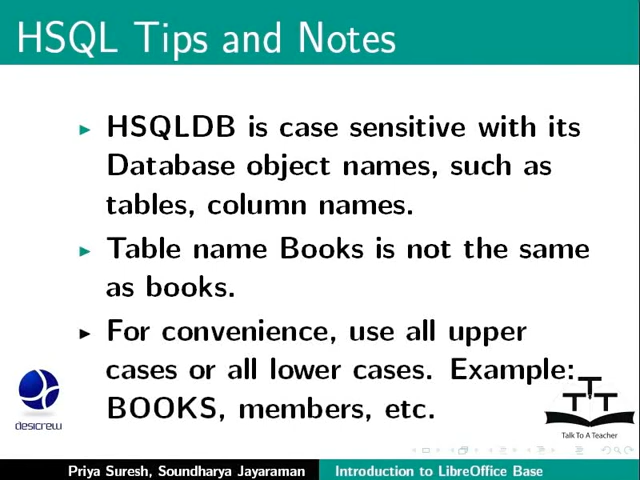 HSQL Tips and Notes
HSQLDB is case sensitive with its
Database object names, such as
tables, column names.
Table name Books is not the same
as books.
For convenience, use all upper
cases or all lower cases. Example:
BOOKS, members, etc.
desicrew
TTT
Talk To A Teacher
Priya Suresh, Soundharya Jayaraman
Introduction to LibreOffice Base